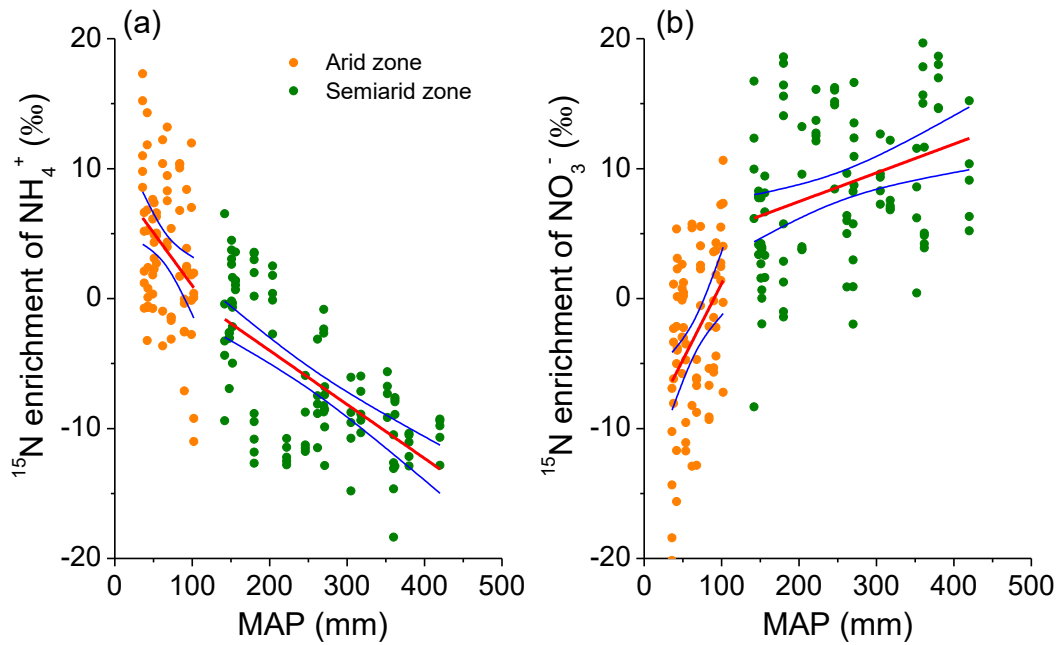 (a)
Arid zone
Semiarid zone
¹⁵N enrichment of NH₄⁺ (‰)
20
10
0
-10
-20
0 100 200 300 400 500
MAP (mm)
(b)
¹⁵N enrichment of NO₃⁻ (‰)
20
10
0
-10
-20
0 100 200 300 400 500
MAP (mm)